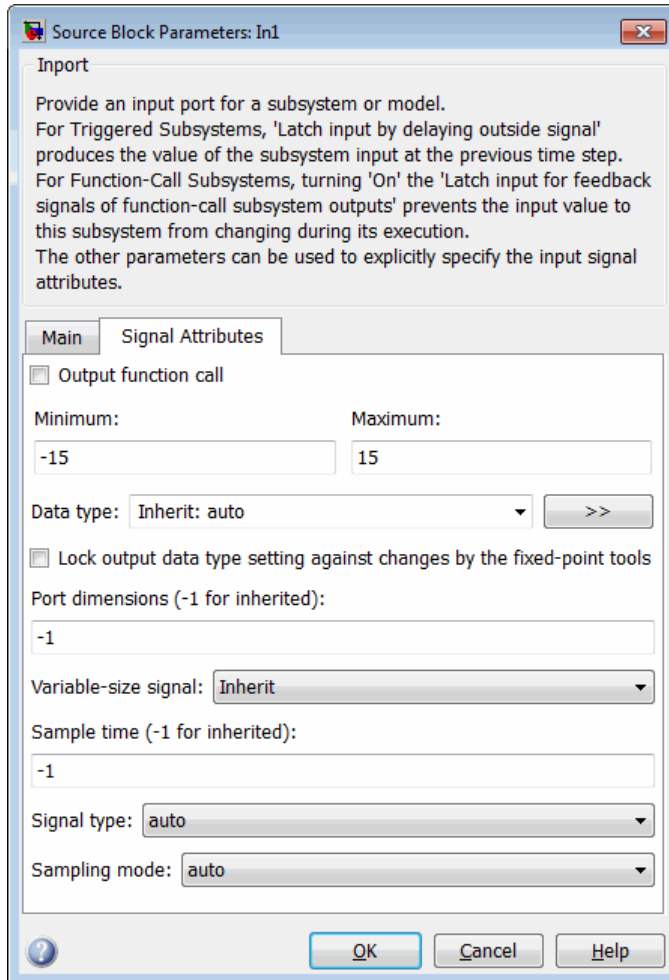 Source Block Parameters: In1
Inport
Provide an input port for a subsystem or model.
For Triggered Subsystems, 'Latch input by delaying outside signal'
produces the value of the subsystem input at the previous time step.
For Function-Call Subsystems, turning 'On' the 'Latch input for feedback
signals of function-call subsystem outputs' prevents the input value to
this subsystem from changing during its execution.
The other parameters can be used to explicitly specify the input signal
attributes.
Main Signal Attributes
Output function call
Minimum: Maximum:
-15 15
Data type: Inherit: auto >>
Lock output data type setting against changes by the fixed-point tools
Port dimensions (-1 for inherited):
-1
Variable-size signal: Inherit
Sample time (-1 for inherited):
-1
Signal type: auto
Sampling mode: auto
? OK Cancel Help